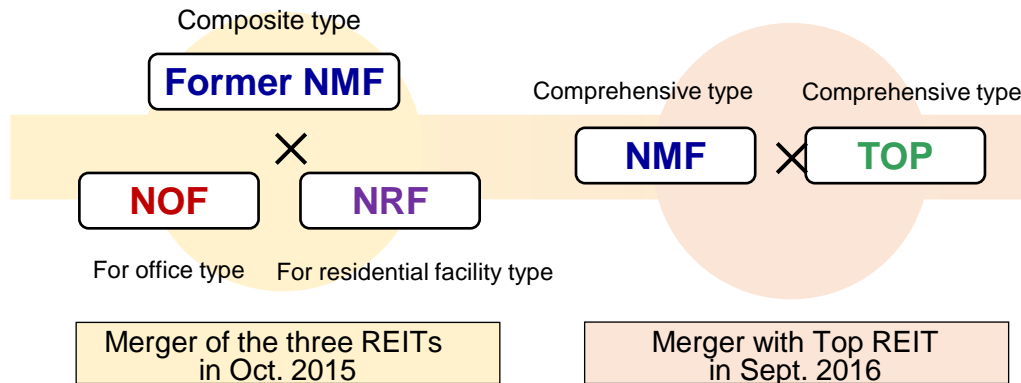 Composite type
Former NMF
×
NOF
NRF
For office type
For residential facility type
Merger of the three REITs
in Oct. 2015
Comprehensive type
Comprehensive type
NMF
×
TOP
Merger with Top REIT
in Sept. 2016